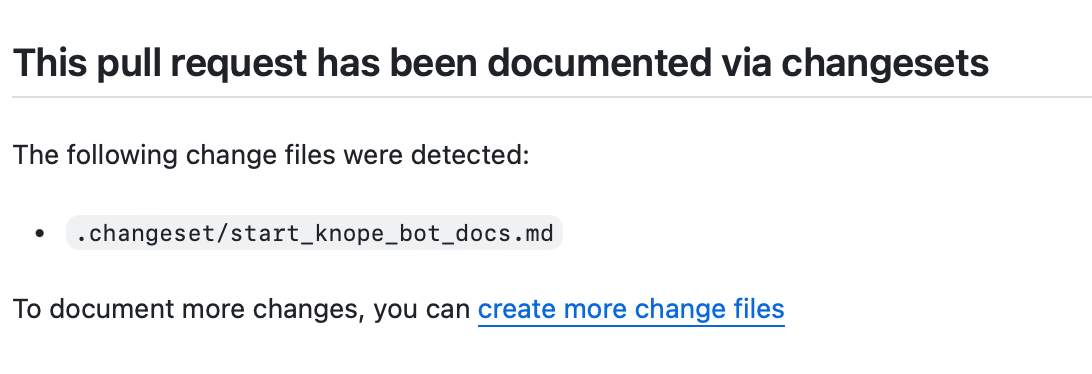 This pull request has been documented via changesets
The following change files were detected:
• .changeset/start_knope_bot_docs.md
To document more changes, you can create more change files